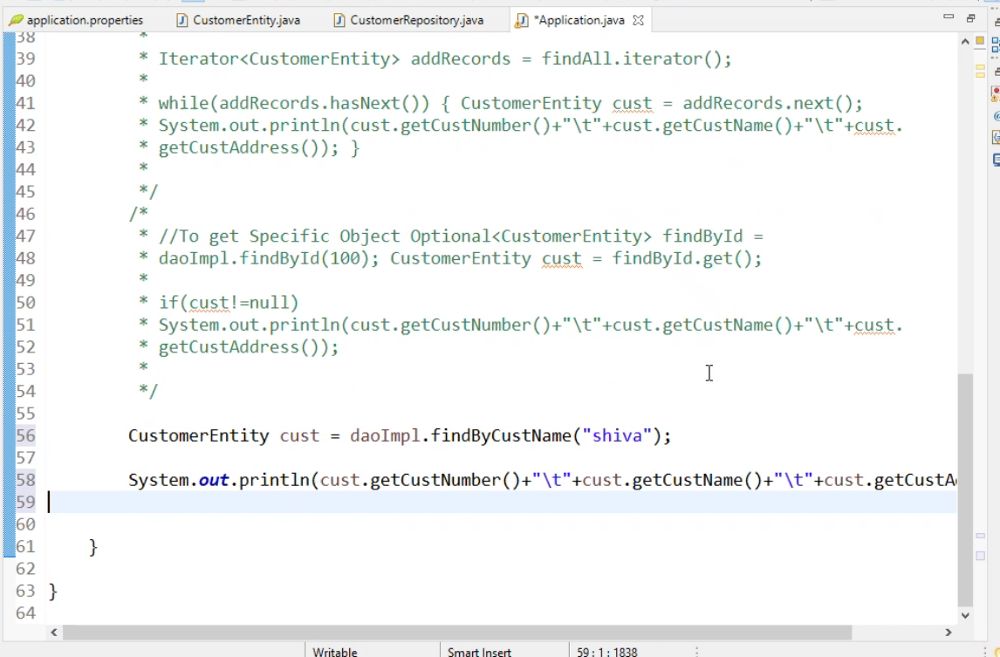 application.properties CustomerEntity.java CustomerRepository.java *Application.java
38 *
39 * Iterator<CustomerEntity> addRecords = findAll.iterator();
40 *
41 * while(addRecords.hasNext()) { CustomerEntity cust = addRecords.next();
42 * System.out.println(cust.getCustNumber()+"\t"+cust.getCustName()+"\t"+cust.
43 * getCustAddress()); }
44 *
45 */
46 /*
47 * //To get Specific Object Optional<CustomerEntity> findById =
48 * daoImpl.findById(100); CustomerEntity cust = findById.get();
49 *
50 * if(cust!=null)
51 * System.out.println(cust.getCustNumber()+"\t"+cust.getCustName()+"\t"+cust.
52 * getCustAddress());
53 *
54 */
55
56 CustomerEntity cust = daoImpl.findByCustName("shiva");
57
58 System.out.println(cust.getCustNumber()+"\t"+cust.getCustName()+"\t"+cust.getCustA
59
60
61 }
62
63 }
64
Writable Smart Insert 59 : 1 : 1838